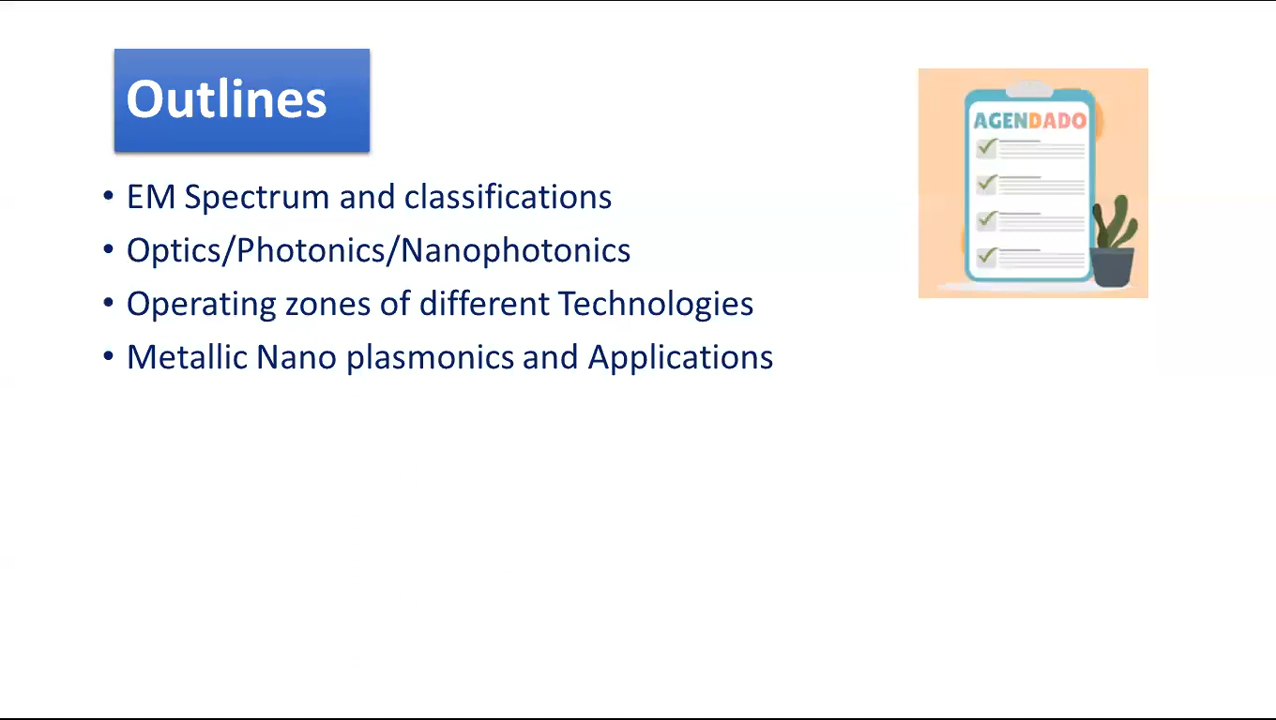 Outlines
AGENDADO
• EM Spectrum and classifications
• Optics/Photonics/Nanophotonics
• Operating zones of different Technologies
• Metallic Nano plasmonics and Applications